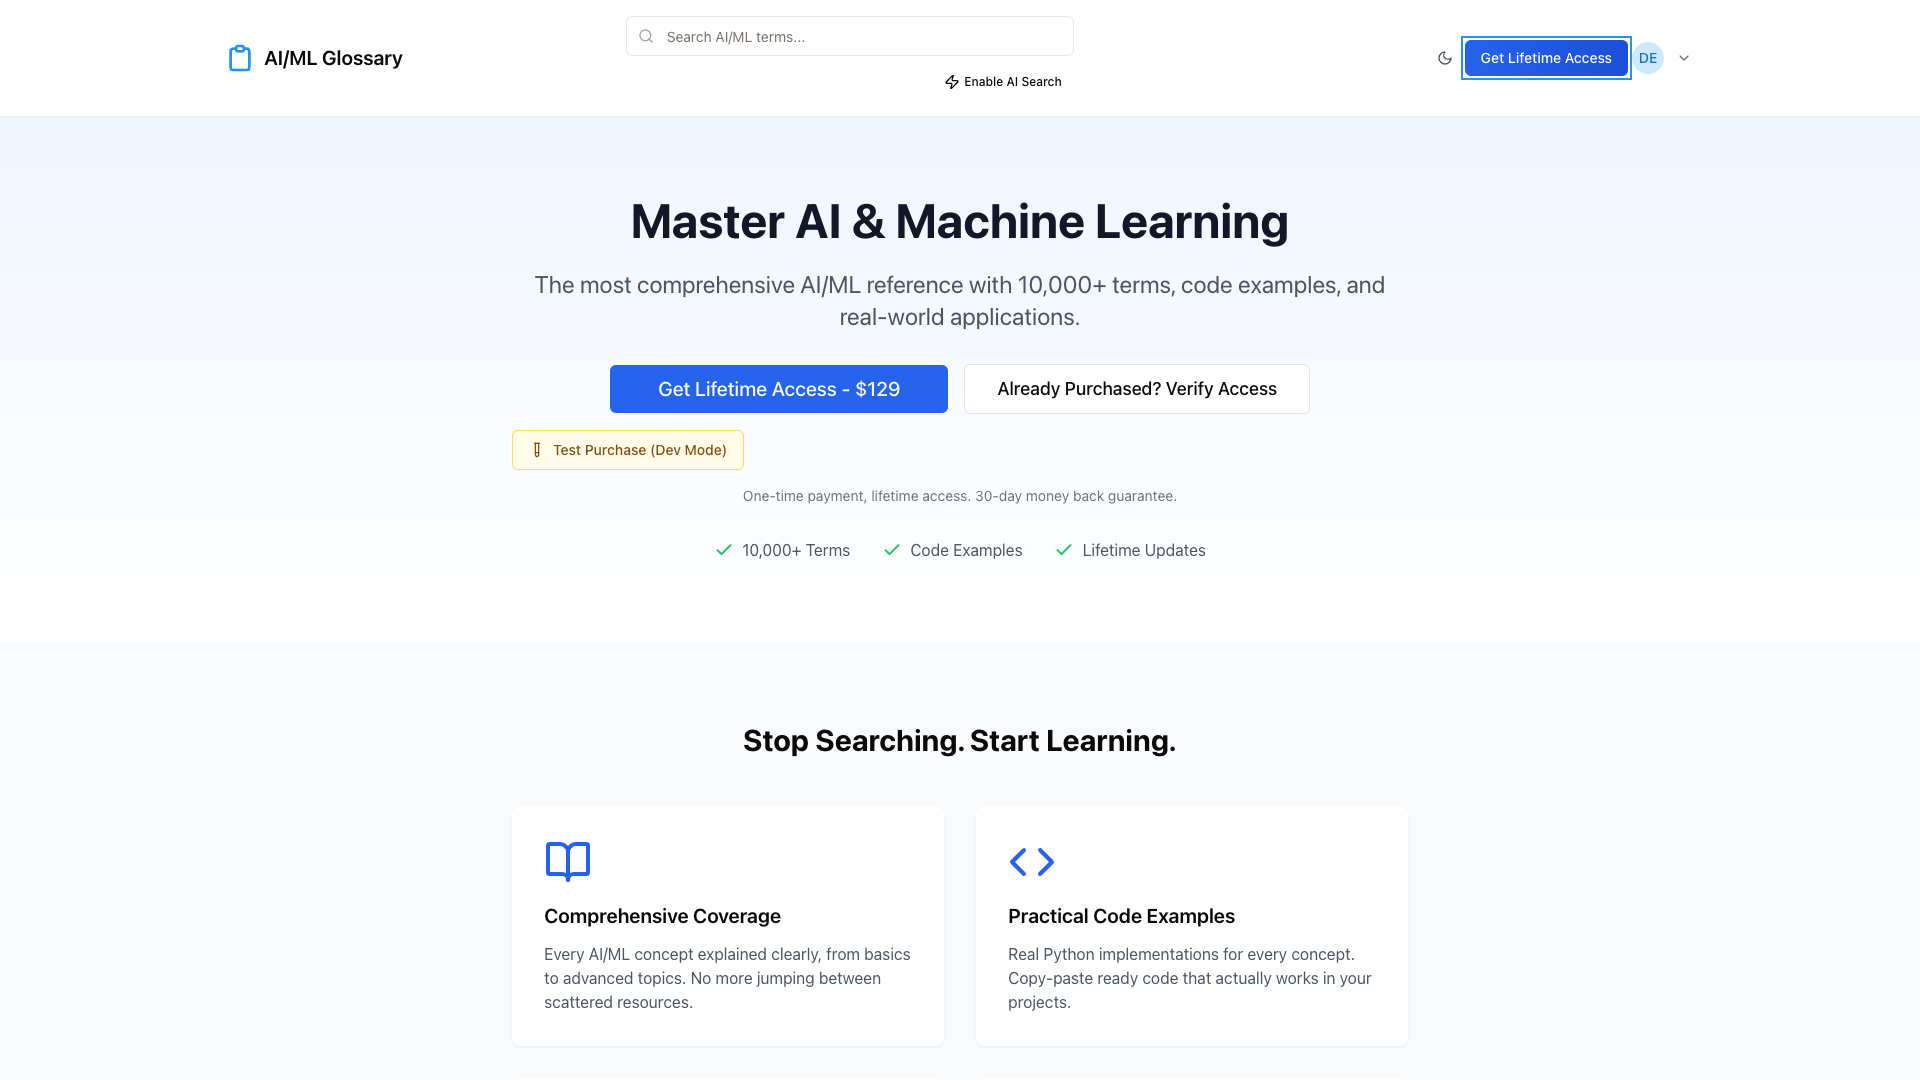 AI/ML Glossary
Search AI/ML terms...
Enable AI Search
Get Lifetime Access
DE
Master AI & Machine Learning
The most comprehensive AI/ML reference with 10,000+ terms, code examples, and
real-world applications.
Get Lifetime Access - $129
Already Purchased? Verify Access
Test Purchase (Dev Mode)
One-time payment, lifetime access. 30-day money back guarantee.
10,000+ Terms
Code Examples
Lifetime Updates
Stop Searching. Start Learning.
Comprehensive Coverage
Every AI/ML concept explained clearly, from basics
to advanced topics. No more jumping between
scattered resources.
Practical Code Examples
Real Python implementations for every concept.
Copy-paste ready code that actually works in your
projects.